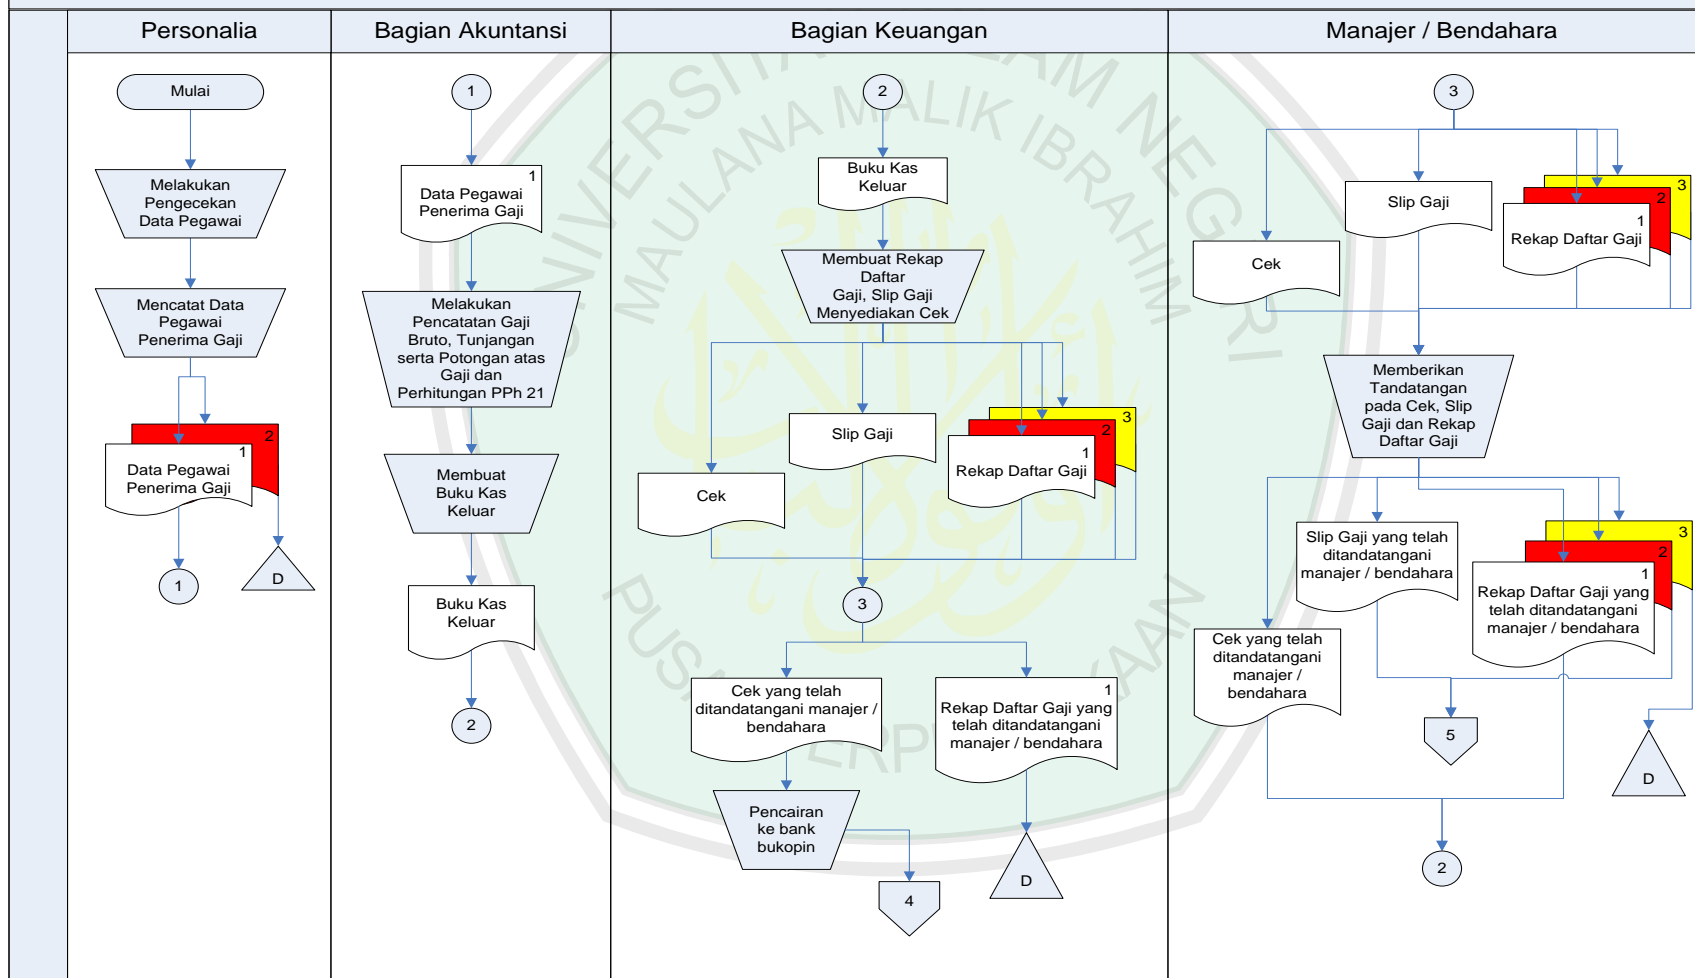 Personalia
Bagian Akuntansi
Bagian Keuangan
Manajer / Bendahara
Mulai
Melakukan
Pengecekan
Data Pegawai
Mencatat Data
Pegawai
Penerima Gaji
2
1
Data Pegawai
Penerima Gaji
1
D
1
1
Data Pegawai
Penerima Gaji
Melakukan
Pencatatan Gaji
Bruto, Tunjangan
serta Potongan atas
Gaji dan
Perhitungan PPh 21
Membuat
Buku Kas
Keluar
Buku Kas
Keluar
2
2
Buku Kas
Keluar
Membuat Rekap
Daftar
Gaji, Slip Gaji
Menyediakan Cek
Cek
Slip Gaji
3
2
1
Rekap Daftar Gaji
3
Cek yang telah
ditandatangani manajer /
bendahara
1
Rekap Daftar Gaji yang
telah ditandatangani
manajer / bendahara
Pencairan
ke bank
bukopin
4
D
3
Cek
Slip Gaji
3
2
1
Rekap Daftar Gaji
Memberikan
Tandatangan
pada Cek, Slip
Gaji dan Rekap
Daftar Gaji
Cek yang telah
ditandatangani
manajer /
bendahara
Slip Gaji yang telah
ditandatangani
manajer / bendahara
3
2
1
Rekap Daftar Gaji yang
telah ditandatangani
manajer / bendahara
5
D
2
MAULANA MALIK IBRAHIM